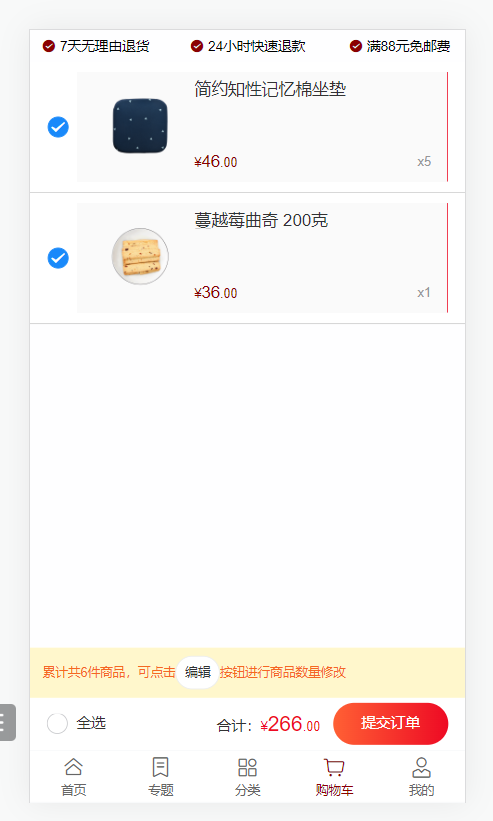 7天无理由退货 24小时快速退款 满88元免邮费
简约知性记忆棉坐垫
¥46.00 x5
蔓越莓曲奇 200克
¥36.00 x1
累计共6件商品，可点击 编辑 按钮进行商品数量修改
全选 合计：¥266.00 提交订单
首页 专题 分类 购物车 我的